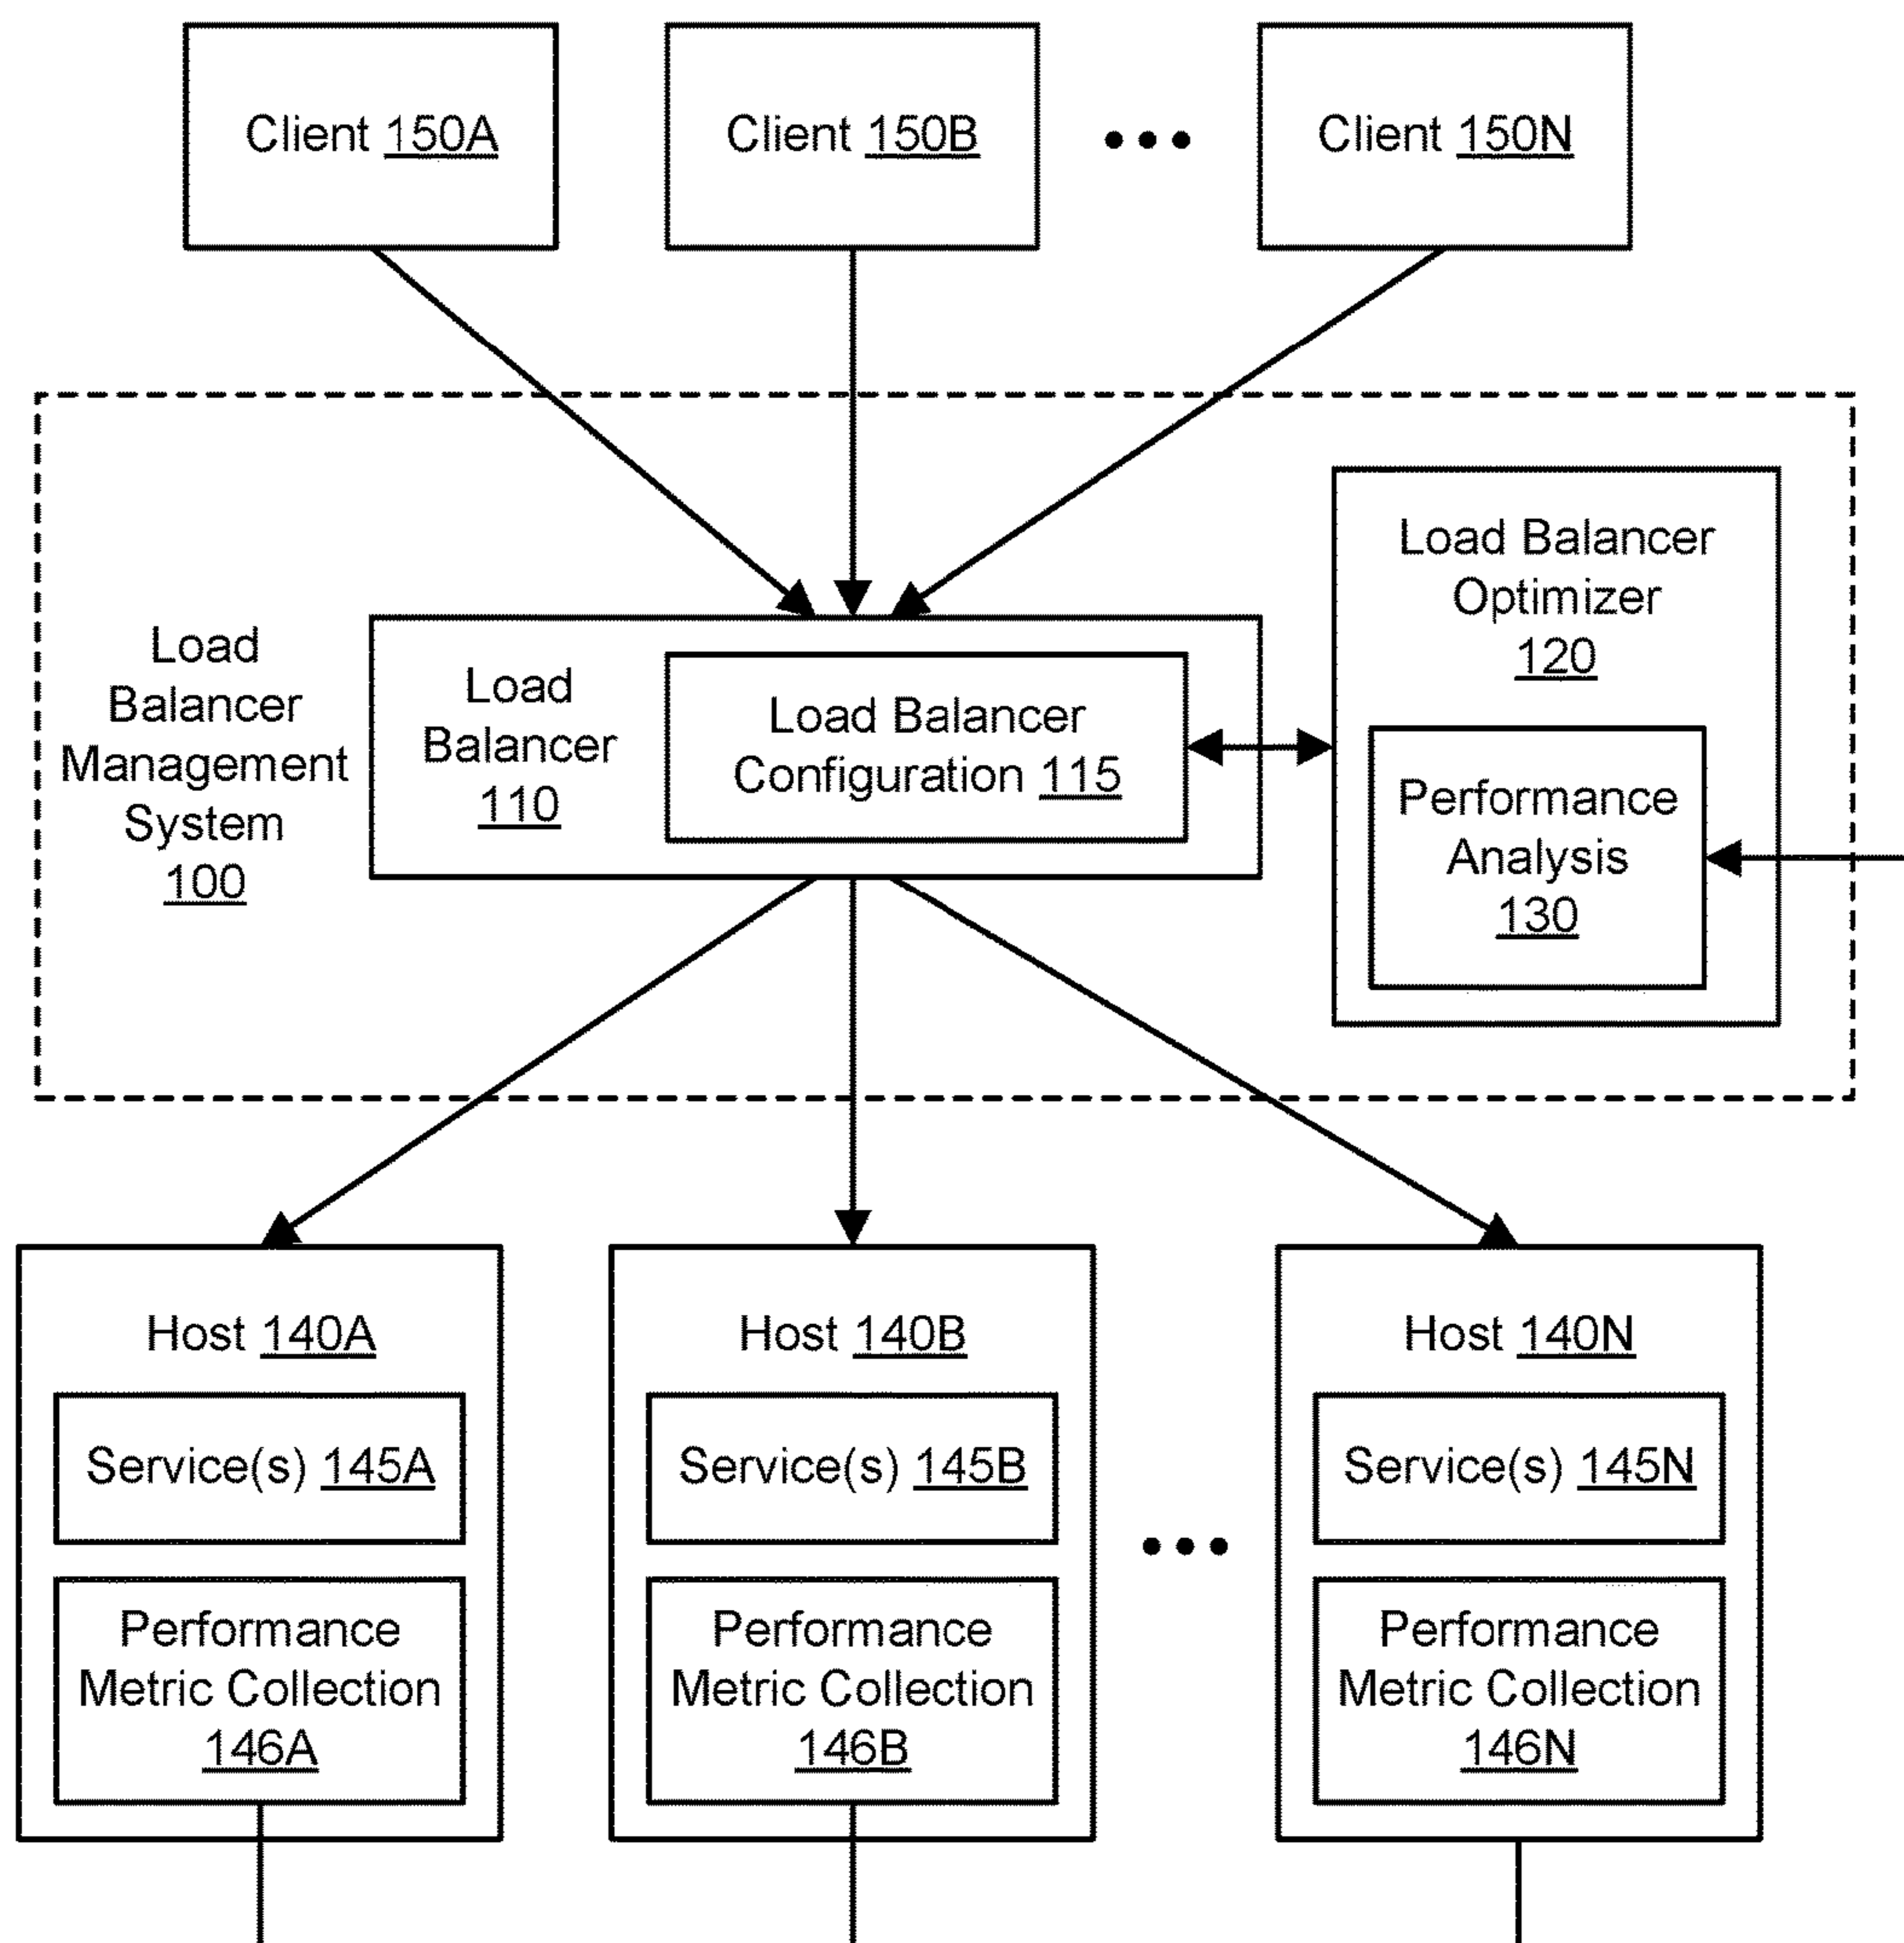 Client 150A
Client 150B
Client 150N
Load Balancer
Optimizer
120
Load
Balancer
Management
System
100
Load
Balancer
110
Load Balancer
Configuration 115
Performance
Analysis
130
Host 140A
Service(s) 145A
Performance
Metric Collection
146A
Host 140B
Service(s) 145B
Performance
Metric Collection
146B
Host 140N
Service(s) 145N
Performance
Metric Collection
146N